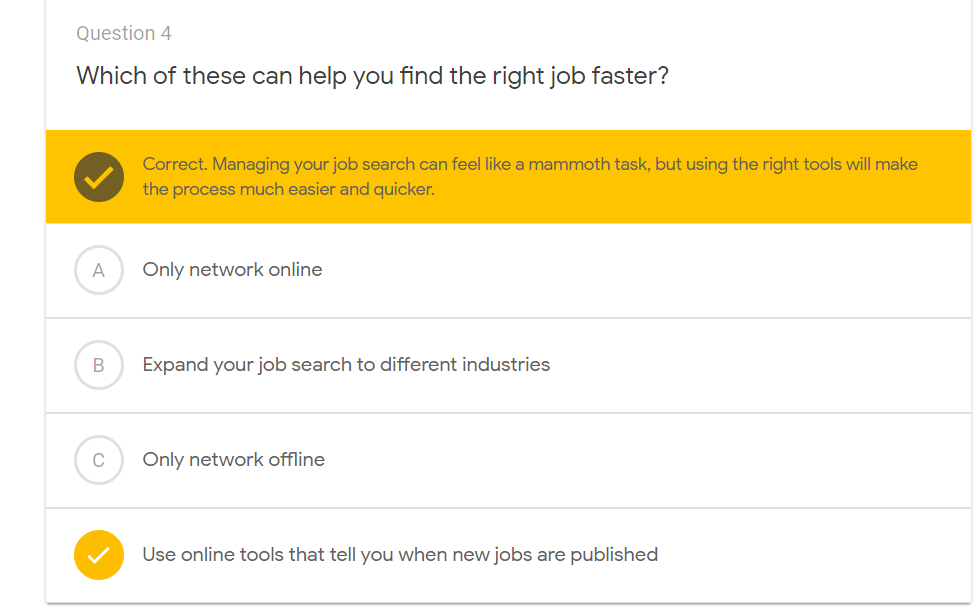 Question 4
Which of these can help you find the right job faster?
Correct. Managing your job search can feel like a mammoth task, but using the right tools will make
the process much easier and quicker.
A Only network online
B Expand your job search to different industries
C Only network offline
Use online tools that tell you when new jobs are published